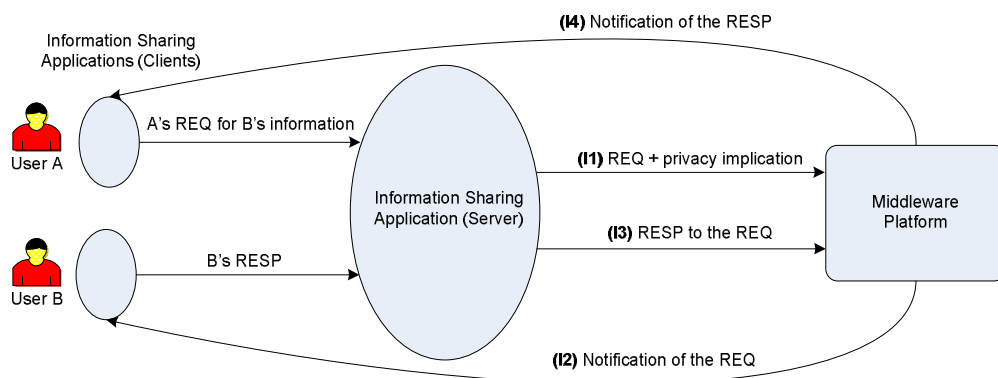 (I4) Notification of the RESP
Information Sharing
Applications (Clients)
A's REQ for B's information
User A
(I1) REQ + privacy implication
Information Sharing
Application (Server)
Middleware
Platform
(I3) RESP to the REQ
B's RESP
User B
(I2) Notification of the REQ